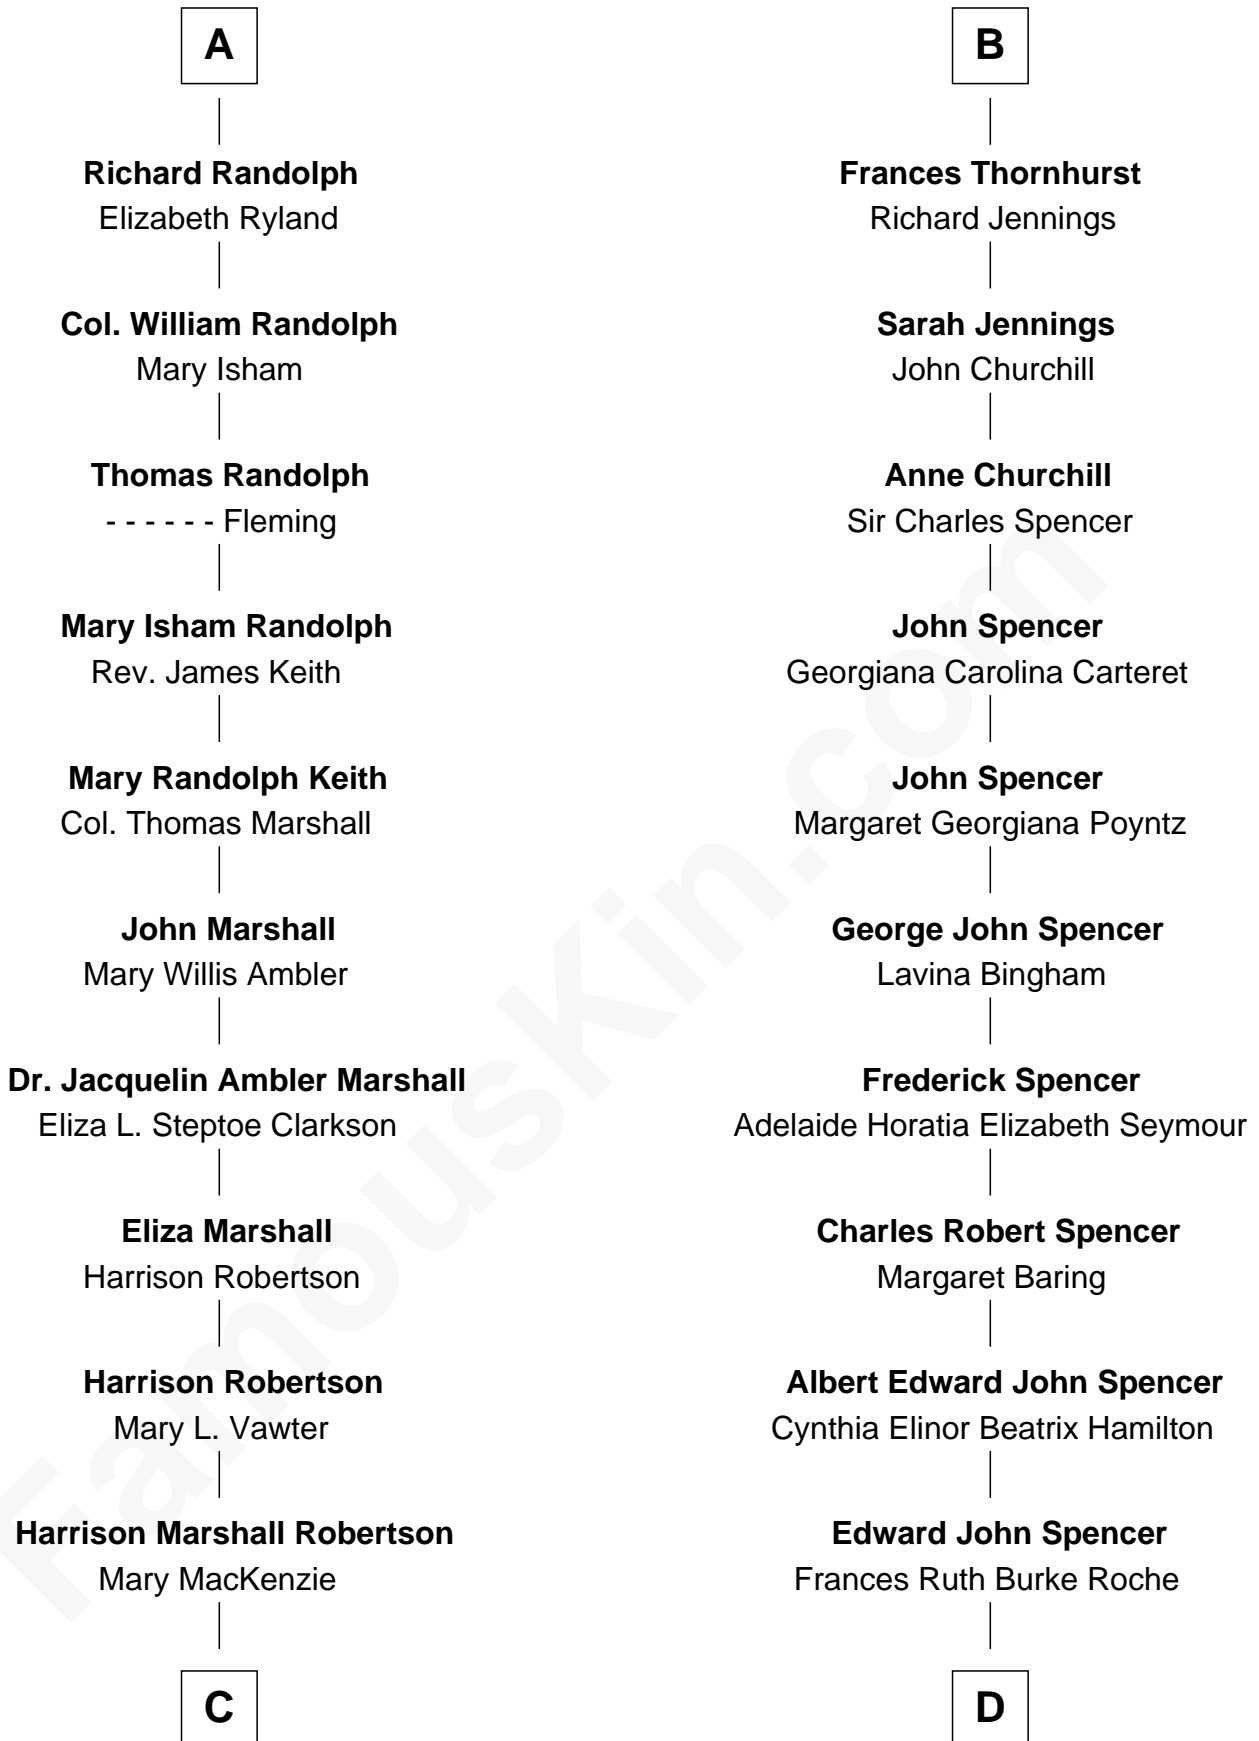 A
Richard Randolph
Elizabeth Ryland
Col. William Randolph
Mary Isham
Thomas Randolph
- - - - - - Fleming
Mary Isham Randolph
Rev. James Keith
Mary Randolph Keith
Col. Thomas Marshall
John Marshall
Mary Willis Ambler
Dr. Jacquelin Ambler Marshall
Eliza L. Steptoe Clarkson
Eliza Marshall
Harrison Robertson
Harrison Robertson
Mary L. Vawter
Harrison Marshall Robertson
Mary MacKenzie
C
B
Frances Thornhurst
Richard Jennings
Sarah Jennings
John Churchill
Anne Churchill
Sir Charles Spencer
John Spencer
Georgiana Carolina Carteret
John Spencer
Margaret Georgiana Poyntz
George John Spencer
Lavina Bingham
Frederick Spencer
Adelaide Horatia Elizabeth Seymour
Charles Robert Spencer
Margaret Baring
Albert Edward John Spencer
Cynthia Elinor Beatrix Hamilton
Edward John Spencer
Frances Ruth Burke Roche
D
FamousKin.com